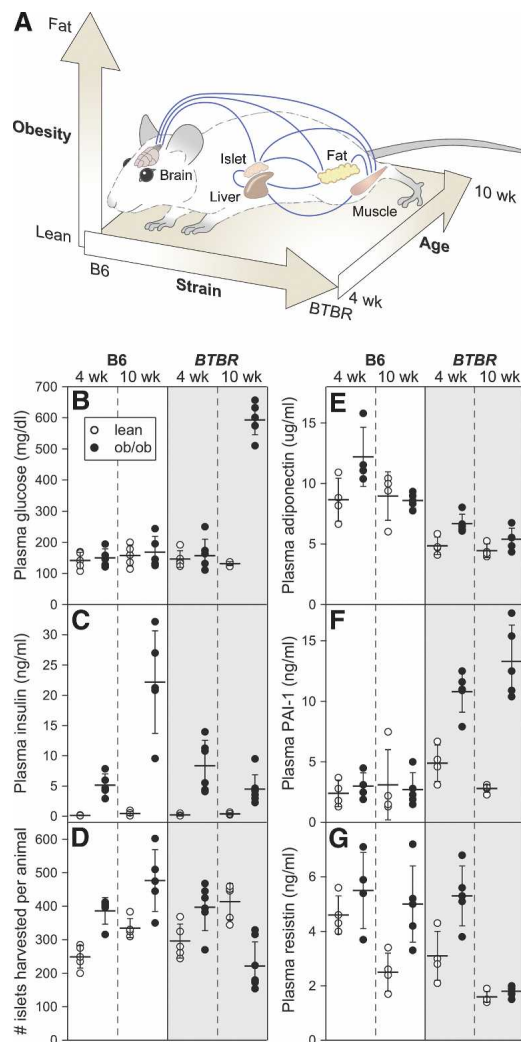 A
Fat
Obesity
Lean
Brain
Islet
Liver
Fat
Muscle
10 wk
Age
4 wk
B6
Strain
BTBR
B6 BTBR
4 wk 10 wk 4 wk 10 wk
B
lean
ob/ob
Plasma glucose (mg/dl)
700
600
500
400
300
200
100
0
C
Plasma insulin (ng/ml)
30
25
20
15
10
5
0
D
# islets harvested per animal
600
500
400
300
200
100
0
B6 BTBR
4 wk 10 wk 4 wk 10 wk
E
Plasma adiponectin (ug/ml)
15
10
5
0
F
Plasma PAI-1 (ng/ml)
15
10
5
0
G
Plasma resistin (ng/ml)
6
4
2
0